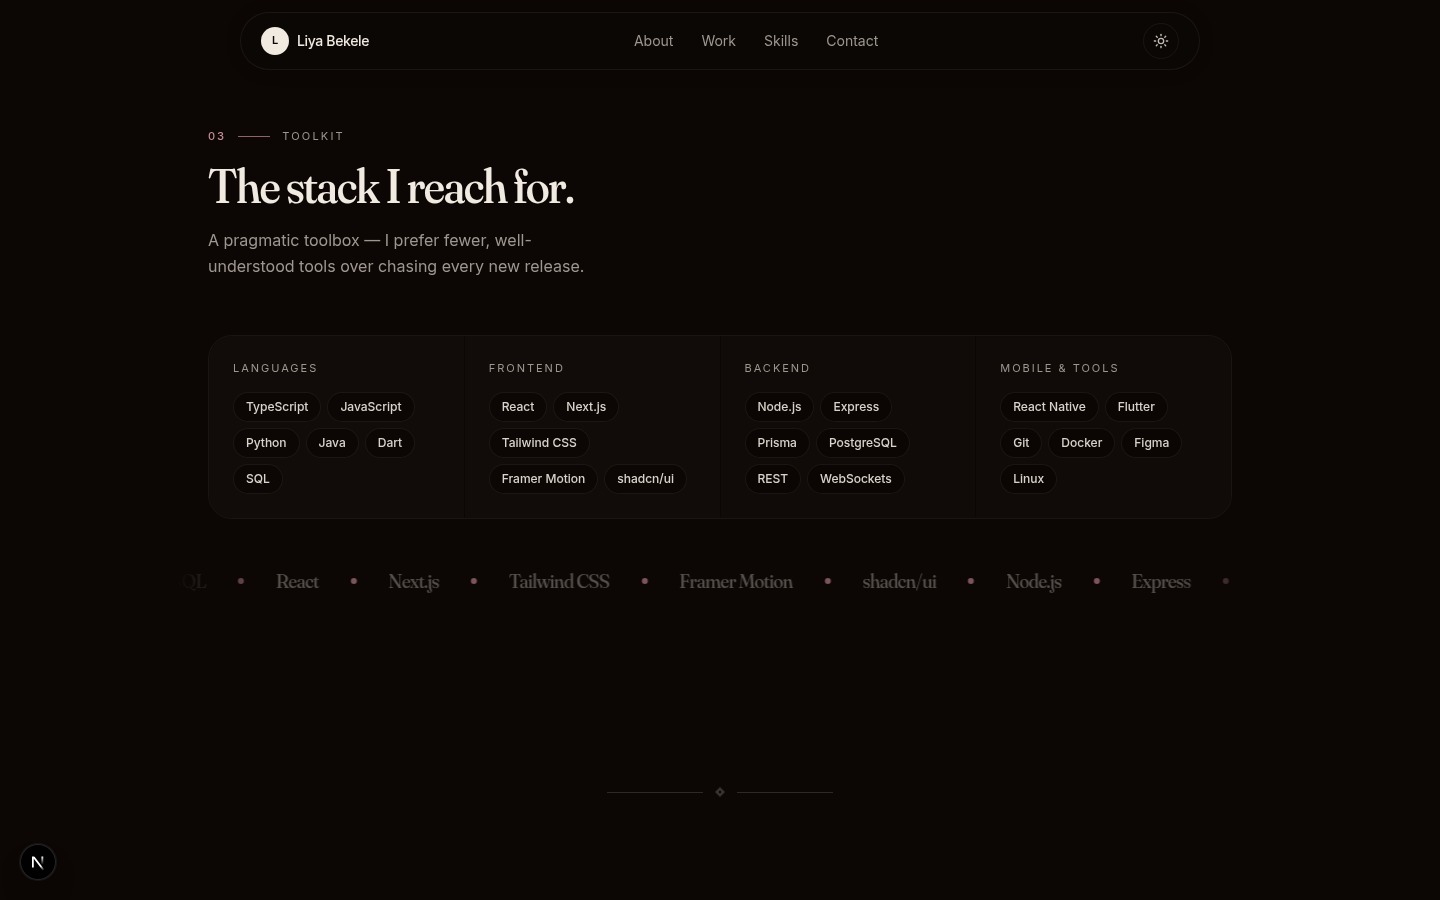 L Liya Bekele About Work Skills Contact
03 TOOLKIT
The stack I reach for.
A pragmatic toolbox — I prefer fewer, well-
understood tools over chasing every new release.
LANGUAGES
TypeScript JavaScript
Python Java Dart
SQL
FRONTEND
React Next.js
Tailwind CSS
Framer Motion shadcn/ui
BACKEND
Node.js Express
Prisma PostgreSQL
REST WebSockets
MOBILE & TOOLS
React Native Flutter
Git Docker Figma
Linux
QL • React • Next.js • Tailwind CSS • Framer Motion • shadcn/ui • Node.js • Express •
N